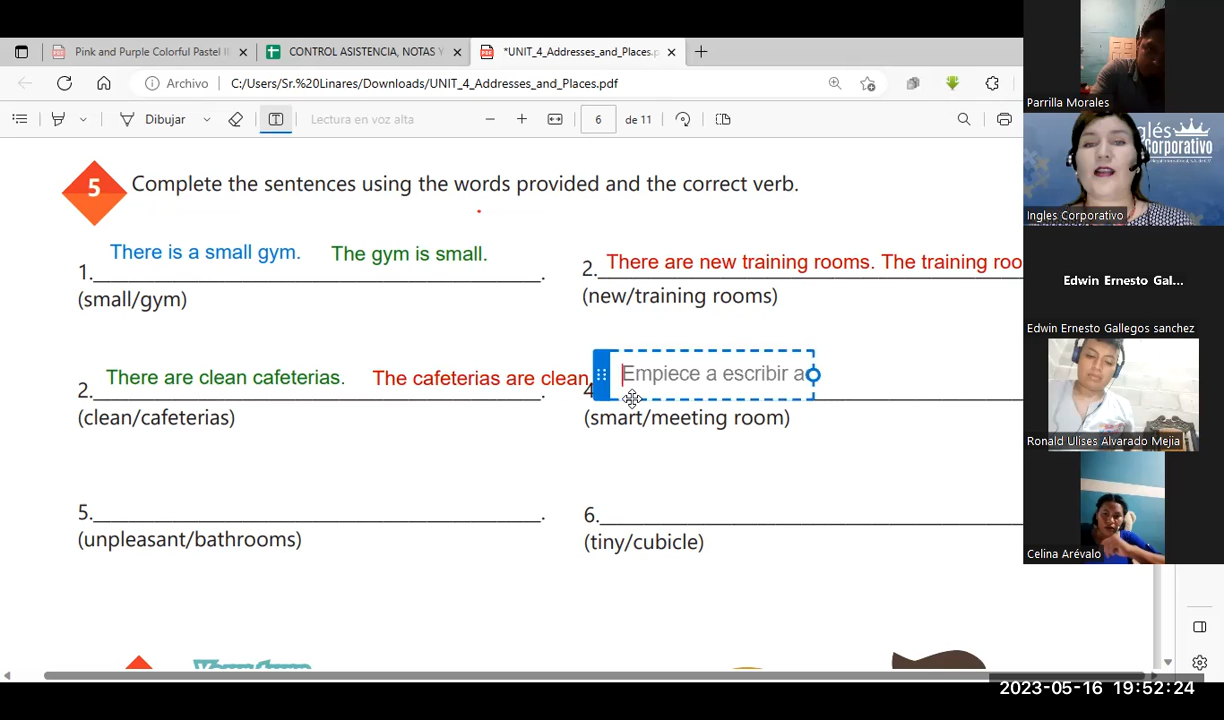 Pink and Purple Colorful Pastel Il
CONTROL ASISTENCIA, NOTAS Y
*UNIT_4_Addresses_and_Places.p
Archivo
C:/Users/Sr.%20Linares/Downloads/UNIT_4_Addresses_and_Places.pdf
Dibujar
Lectura en voz alta
6
de 11
5
Complete the sentences using the words provided and the correct verb.
There is a small gym. The gym is small.
1.
(small/gym)
There are new training rooms. The training roo
2.
(new/training rooms)
There are clean cafeterias. The cafeterias are clean
2.
(clean/cafeterias)
Empiece a escribir a
4
(smart/meeting room)
5.
(unpleasant/bathrooms)
6.
(tiny/cubicle)
Parrilla Morales
glés
Corporativo
Ingles Corporativo
Edwin Ernesto Gal...
Edwin Ernesto Gallegos sanchez
Ronald Ulises Alvarado Mejia
Celina Arévalo
2023-05-16 19:52:24